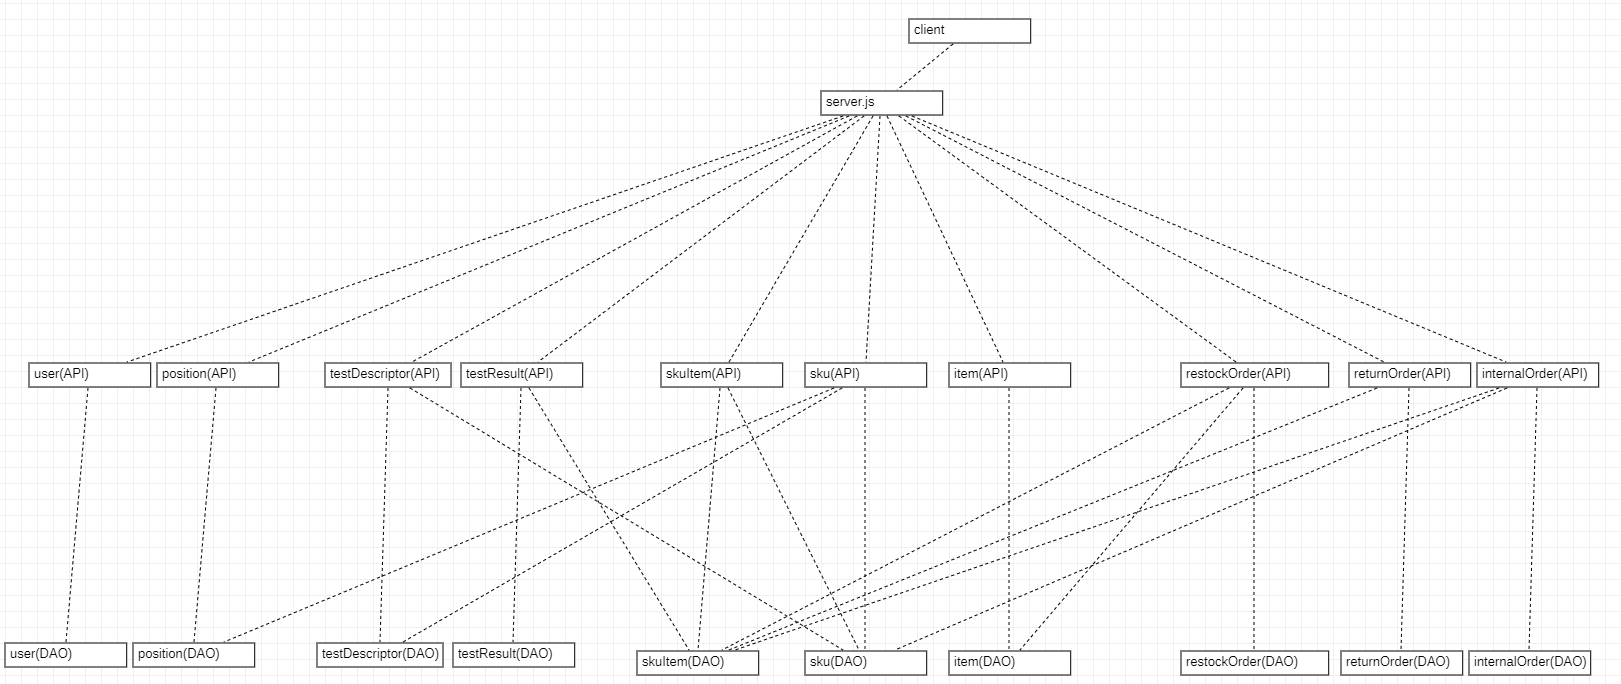 client
server.js
user(API)
position(API)
testDescriptor(API)
testResult(API)
skuItem(API)
sku(API)
item(API)
restockOrder(API)
returnOrder(API)
internalOrder(API)
user(DAO)
position(DAO)
testDescriptor(DAO)
testResult(DAO)
skuItem(DAO)
sku(DAO)
item(DAO)
restockOrder(DAO)
returnOrder(DAO)
internalOrder(DAO)